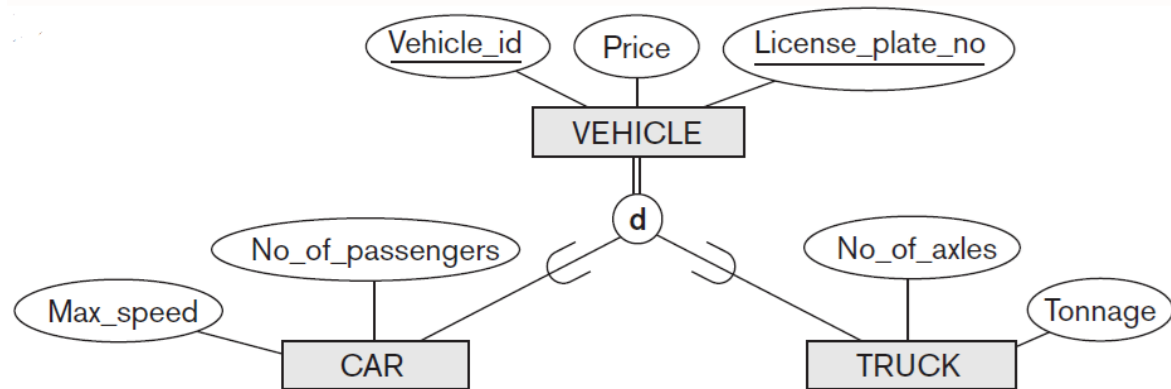 Vehicle_id
Price
License_plate_no
VEHICLE
d
No_of_passengers
No_of_axles
Max_speed
Tonnage
CAR
TRUCK